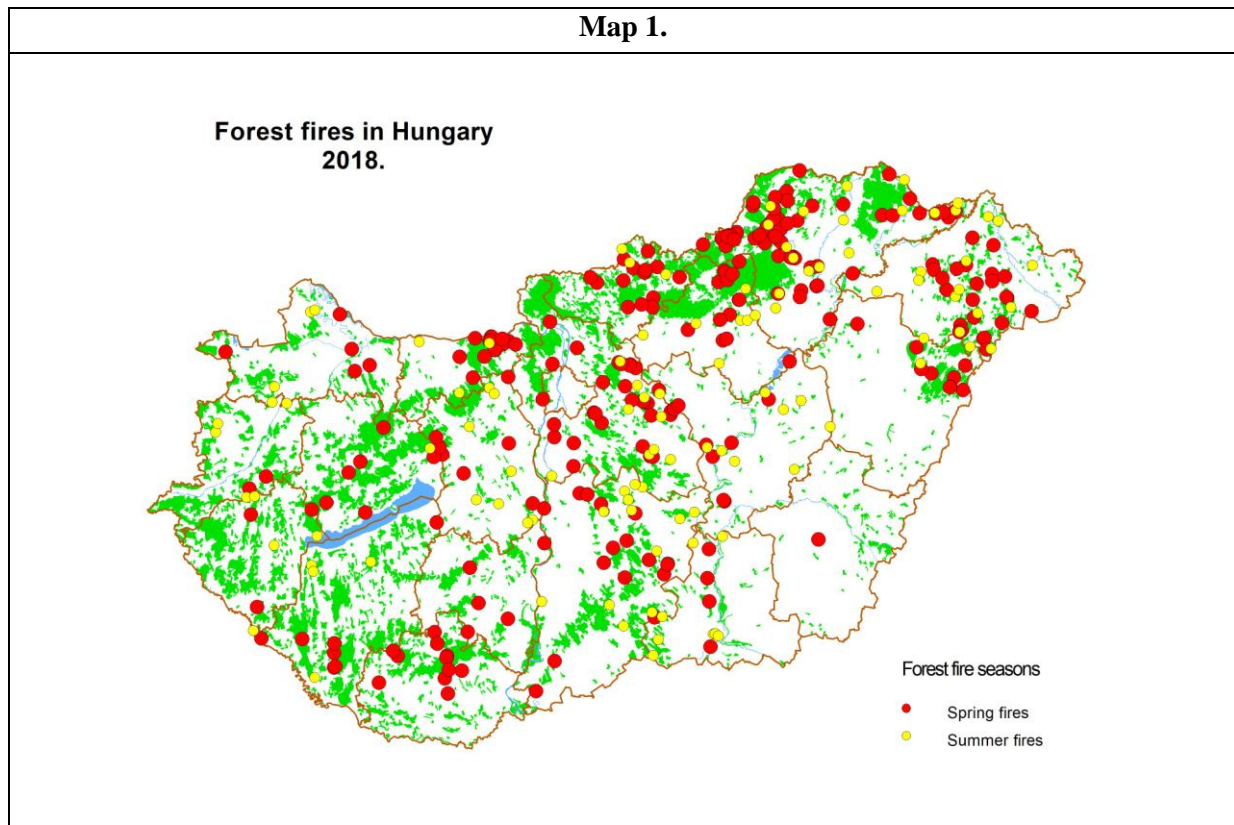 Map 1.
Forest fires in Hungary
2018.
Forest fire seasons
Spring fires
Summer fires